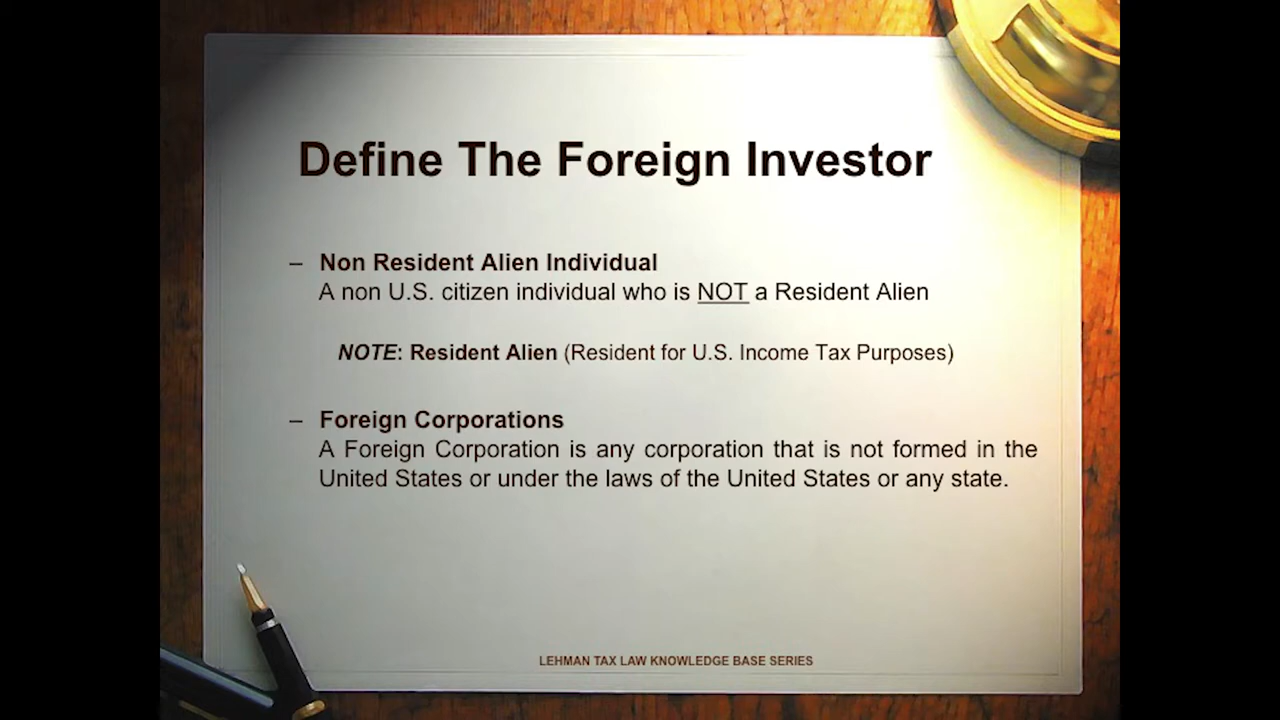 Define The Foreign Investor
– Non Resident Alien Individual
A non U.S. citizen individual who is NOT a Resident Alien
NOTE: Resident Alien (Resident for U.S. Income Tax Purposes)
– Foreign Corporations
A Foreign Corporation is any corporation that is not formed in the
United States or under the laws of the United States or any state.
LEHMAN TAX LAW KNOWLEDGE BASE SERIES